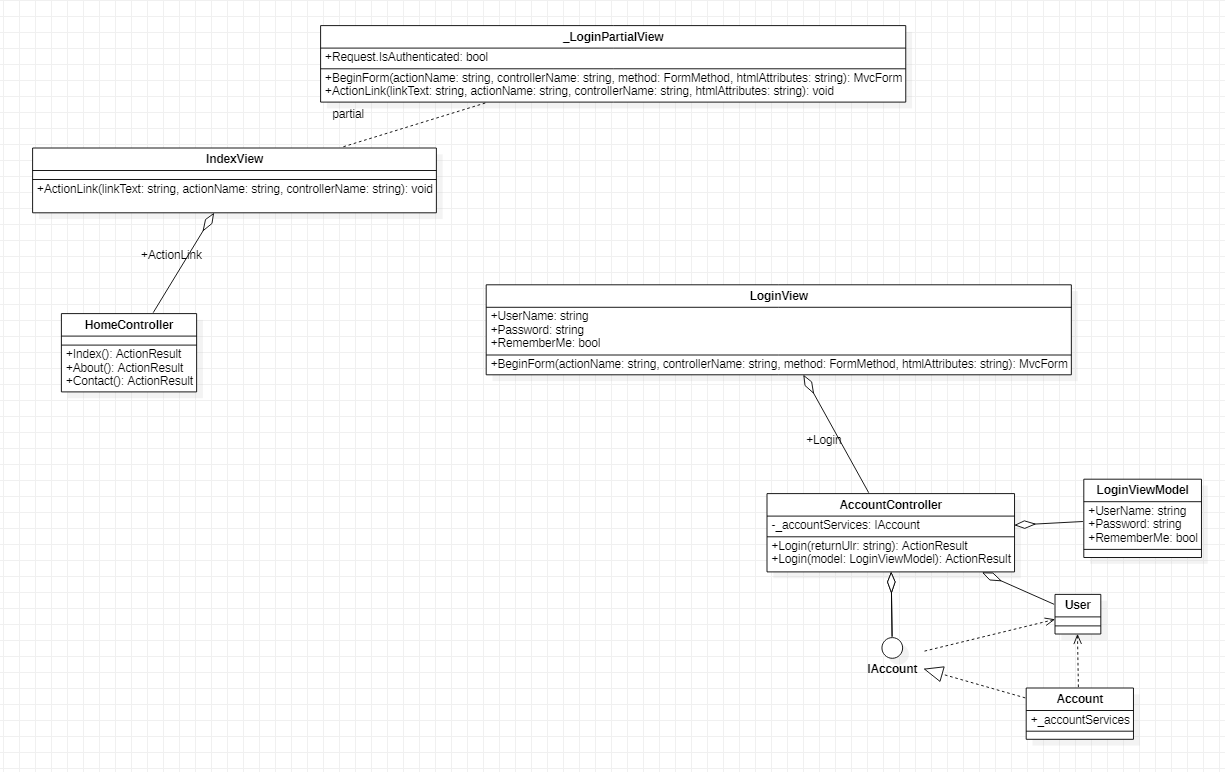 _LoginPartialView
+Request.IsAuthenticated: bool
+BeginForm(actionName: string, controllerName: string, method: FormMethod, htmlAttributes: string): MvcForm
+ActionLink(linkText: string, actionName: string, controllerName: string, htmlAttributes: string): void
partial
IndexView
+ActionLink(linkText: string, actionName: string, controllerName: string): void
+ActionLink
HomeController
+Index(): ActionResult
+About(): ActionResult
+Contact(): ActionResult
LoginView
+UserName: string
+Password: string
+RememberMe: bool
+BeginForm(actionName: string, controllerName: string, method: FormMethod, htmlAttributes: string): MvcForm
+Login
AccountController
-_accountServices: IAccount
+Login(returnUlr: string): ActionResult
+Login(model: LoginViewModel): ActionResult
LoginViewModel
+UserName: string
+Password: string
+RememberMe: bool
User
IAccount
Account
+_accountServices